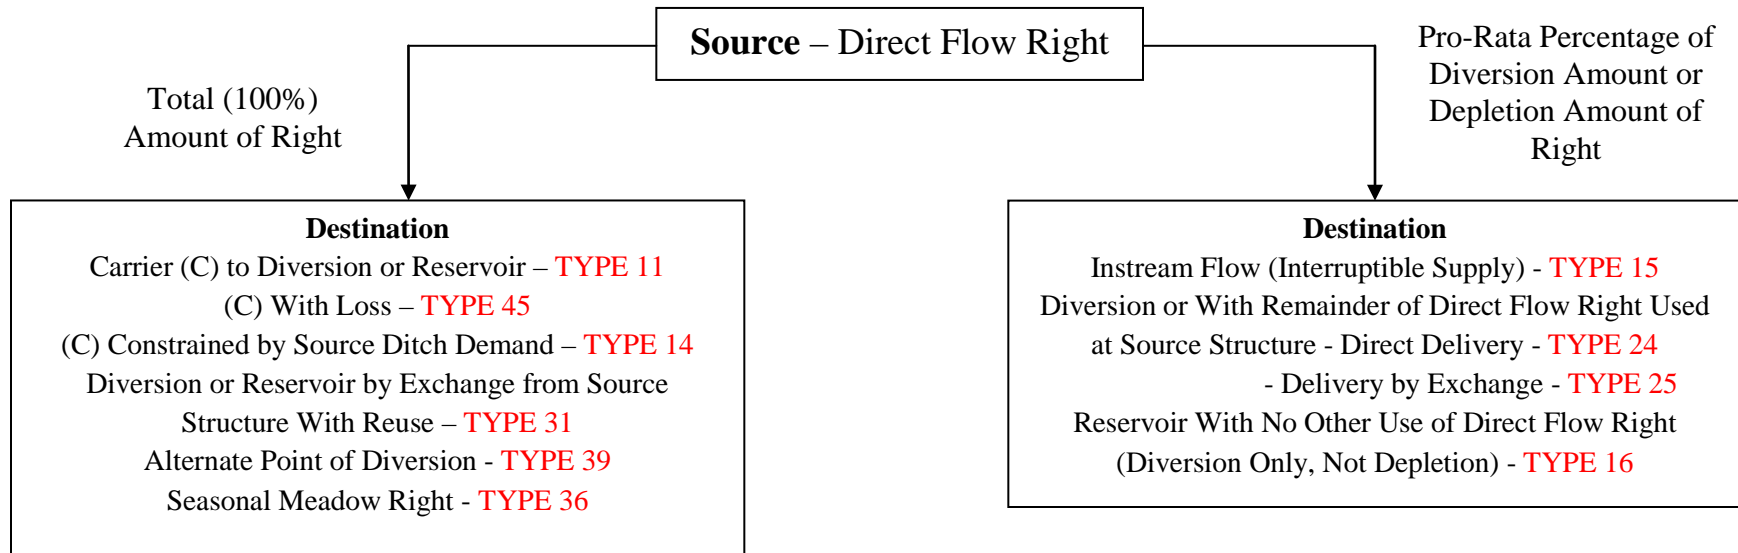 Source – Direct Flow Right
Total (100%)
Amount of Right
Pro-Rata Percentage of
Diversion Amount or
Depletion Amount of
Right
Destination
Carrier (C) to Diversion or Reservoir – TYPE 11
(C) With Loss – TYPE 45
(C) Constrained by Source Ditch Demand – TYPE 14
Diversion or Reservoir by Exchange from Source
Structure With Reuse – TYPE 31
Alternate Point of Diversion - TYPE 39
Seasonal Meadow Right - TYPE 36
Destination
Instream Flow (Interruptible Supply) - TYPE 15
Diversion or With Remainder of Direct Flow Right Used
at Source Structure - Direct Delivery - TYPE 24
- Delivery by Exchange - TYPE 25
Reservoir With No Other Use of Direct Flow Right
(Diversion Only, Not Depletion) - TYPE 16